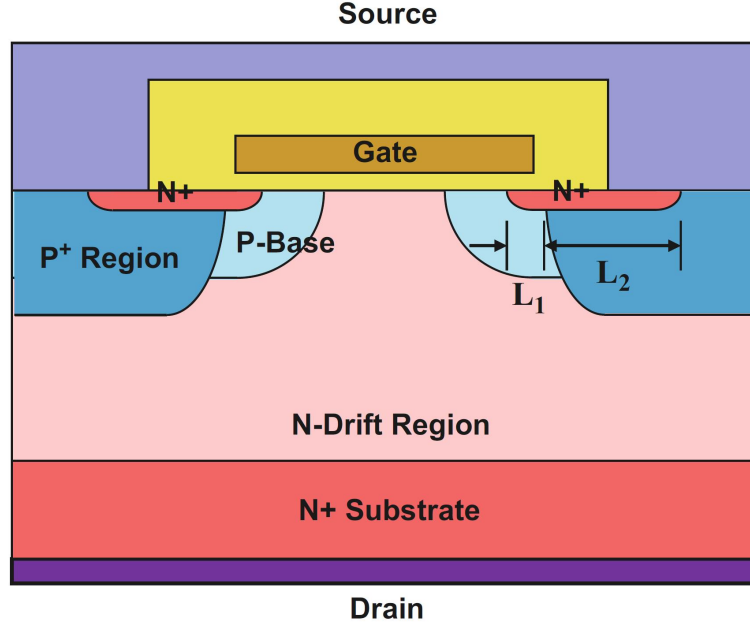 Source
Gate
N+ N+
P-Base
P⁺ Region
L₁ L₂
N-Drift Region
N+ Substrate
Drain